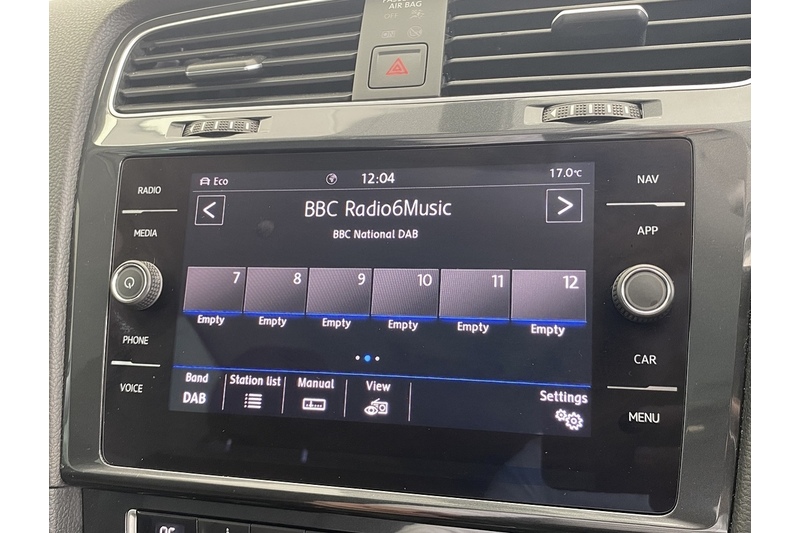 AIR BAG
OFF
RADIO
MEDIA
PHONE
VOICE
Eco 12:04 17.0°C
< BBC Radio6Music >
BBC National DAB
7 8 9 10 11 12
Empty Empty Empty Empty Empty Empty
Band Station list Manual View Settings
DAB
NAV
APP
CAR
MENU